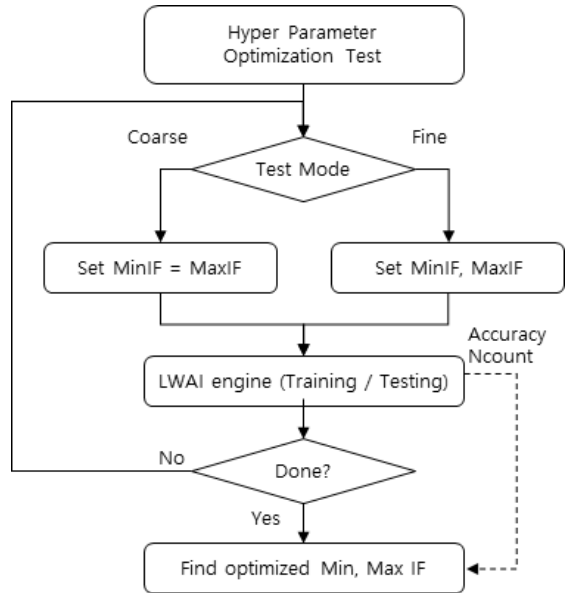 Hyper Parameter
Optimization Test
Coarse
Fine
Test Mode
Set MinIF = MaxIF
Set MinIF, MaxIF
Accuracy
Ncount
LWAI engine (Training / Testing)
No
Done?
Yes
Find optimized Min, Max IF